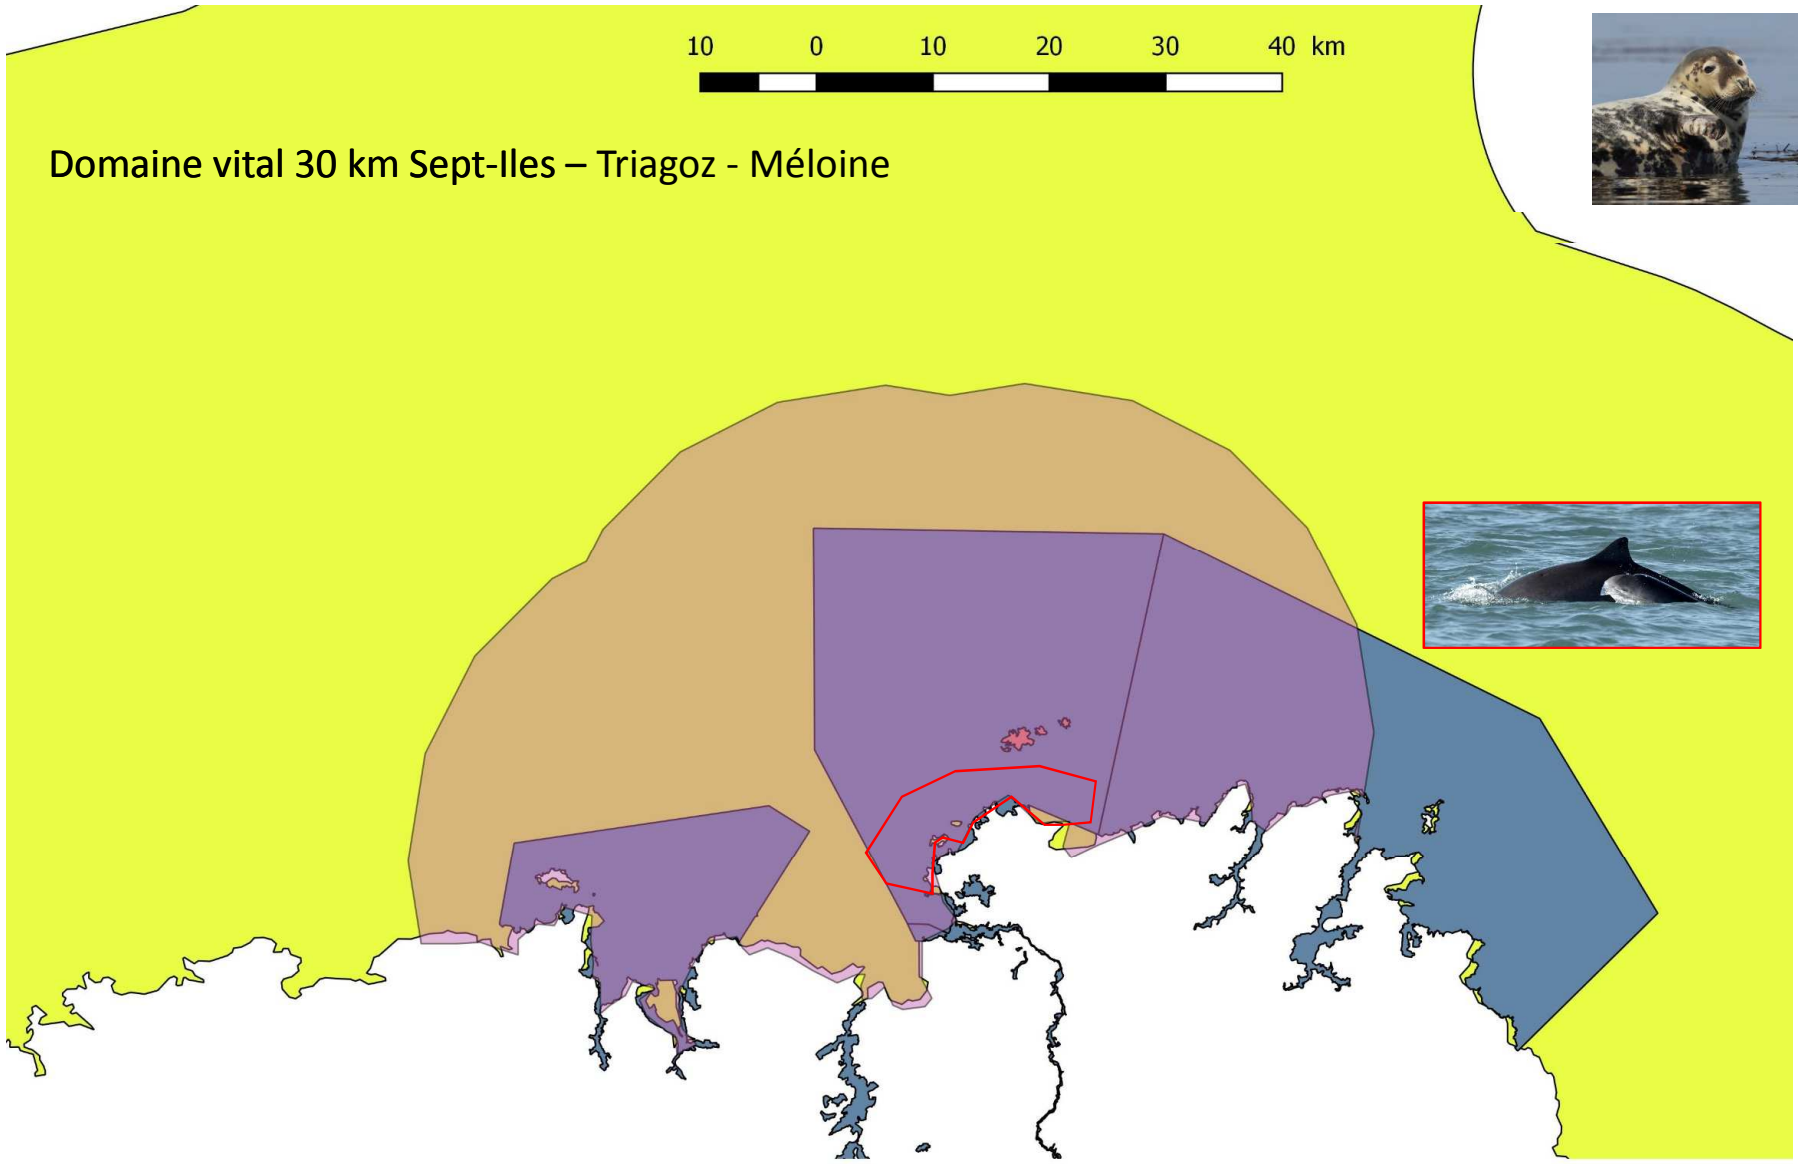 10 0 10 20 30 40 km
Domaine vital 30 km Sept-Iles – Triagoz - Méloine